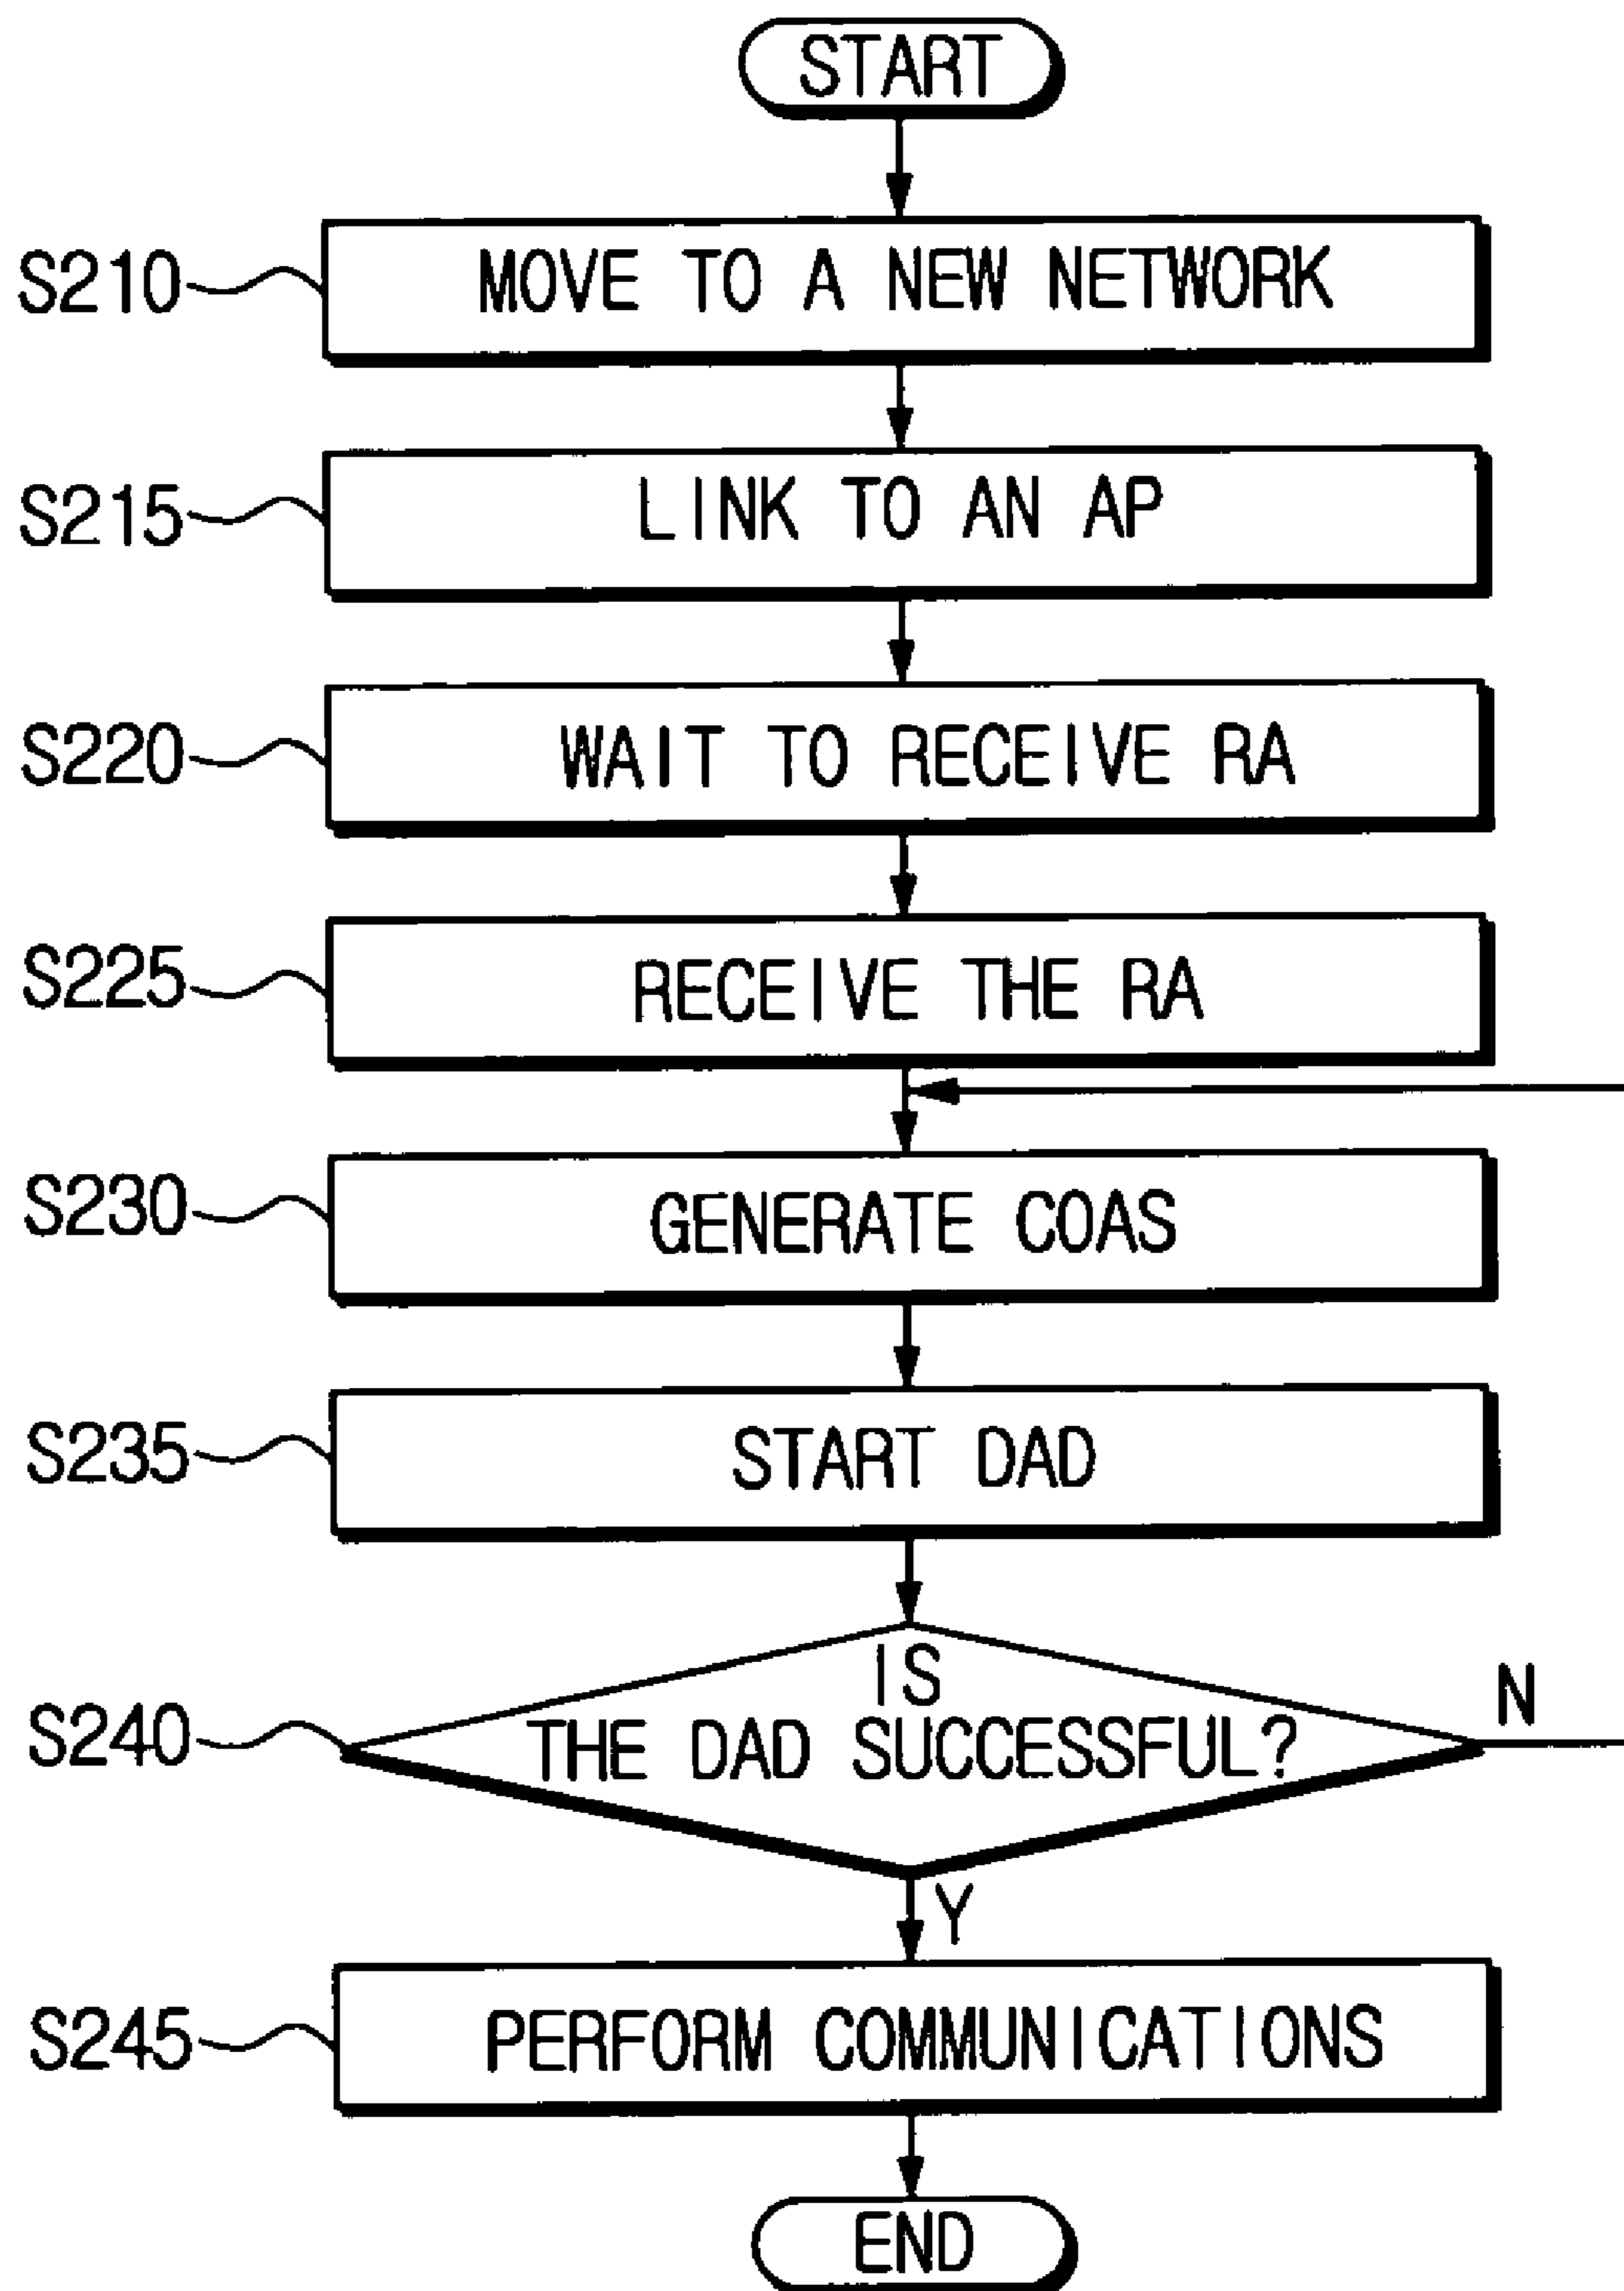 START
S210
MOVE TO A NEW NETWORK
S215
LINK TO AN AP
S220
WAIT TO RECEIVE RA
S225
RECEIVE THE RA
S230
GENERATE COAS
S235
START DAD
S240
IS
THE DAD SUCCESSFUL?
N
Y
S245
PERFORM COMMUNICATIONS
END